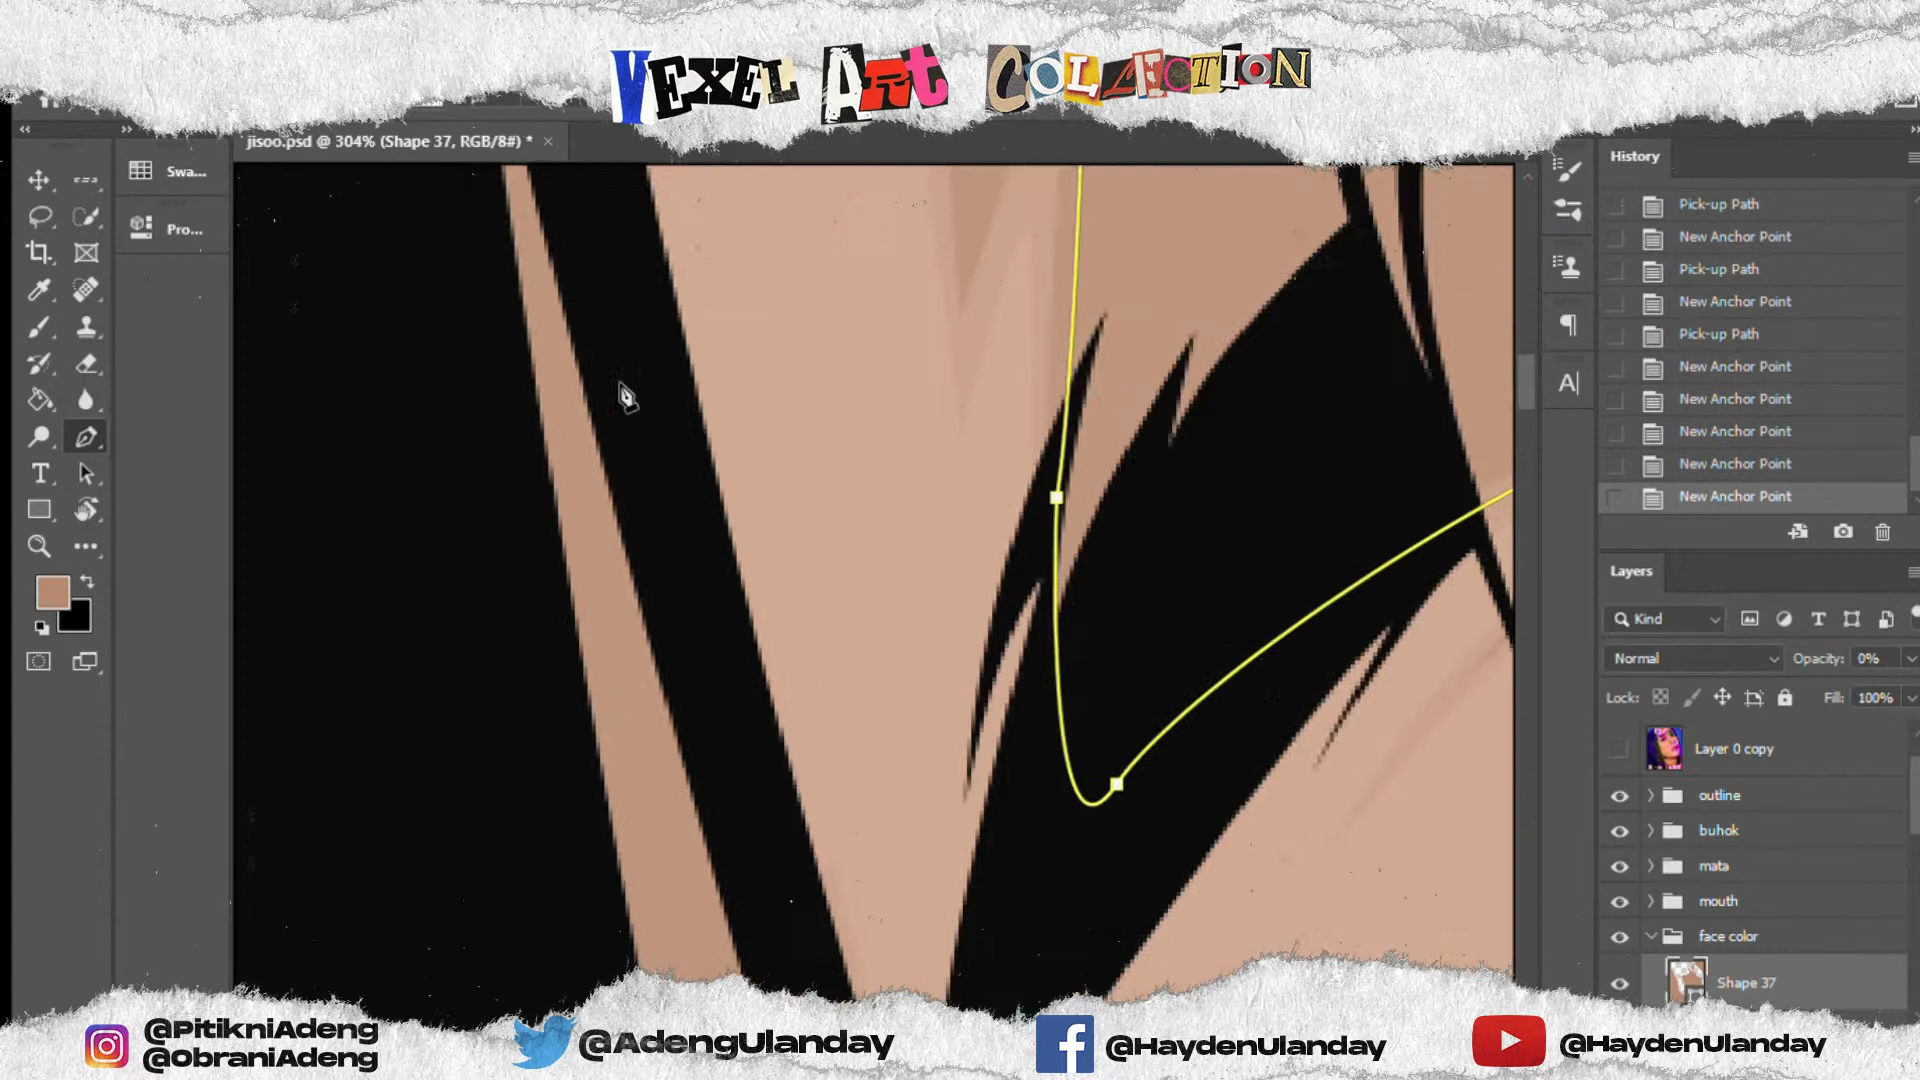 VEXEL ARt COLLECTION
jisoo.psd @ 304% (Shape 37, RGB/8#) *
Swa...
Pro...
History
Pick-up Path
New Anchor Point
Pick-up Path
New Anchor Point
Pick-up Path
New Anchor Point
New Anchor Point
New Anchor Point
New Anchor Point
New Anchor Point
Layers
Kind
Normal
Opacity: 0%
Lock:
Fill: 100%
Layer 0 copy
outline
buhok
mata
mouth
face color
Shape 37
@PitikniAdeng
@ObraniAdeng
@AdengUlanday
@HaydenUlanday
@HaydenUlanday